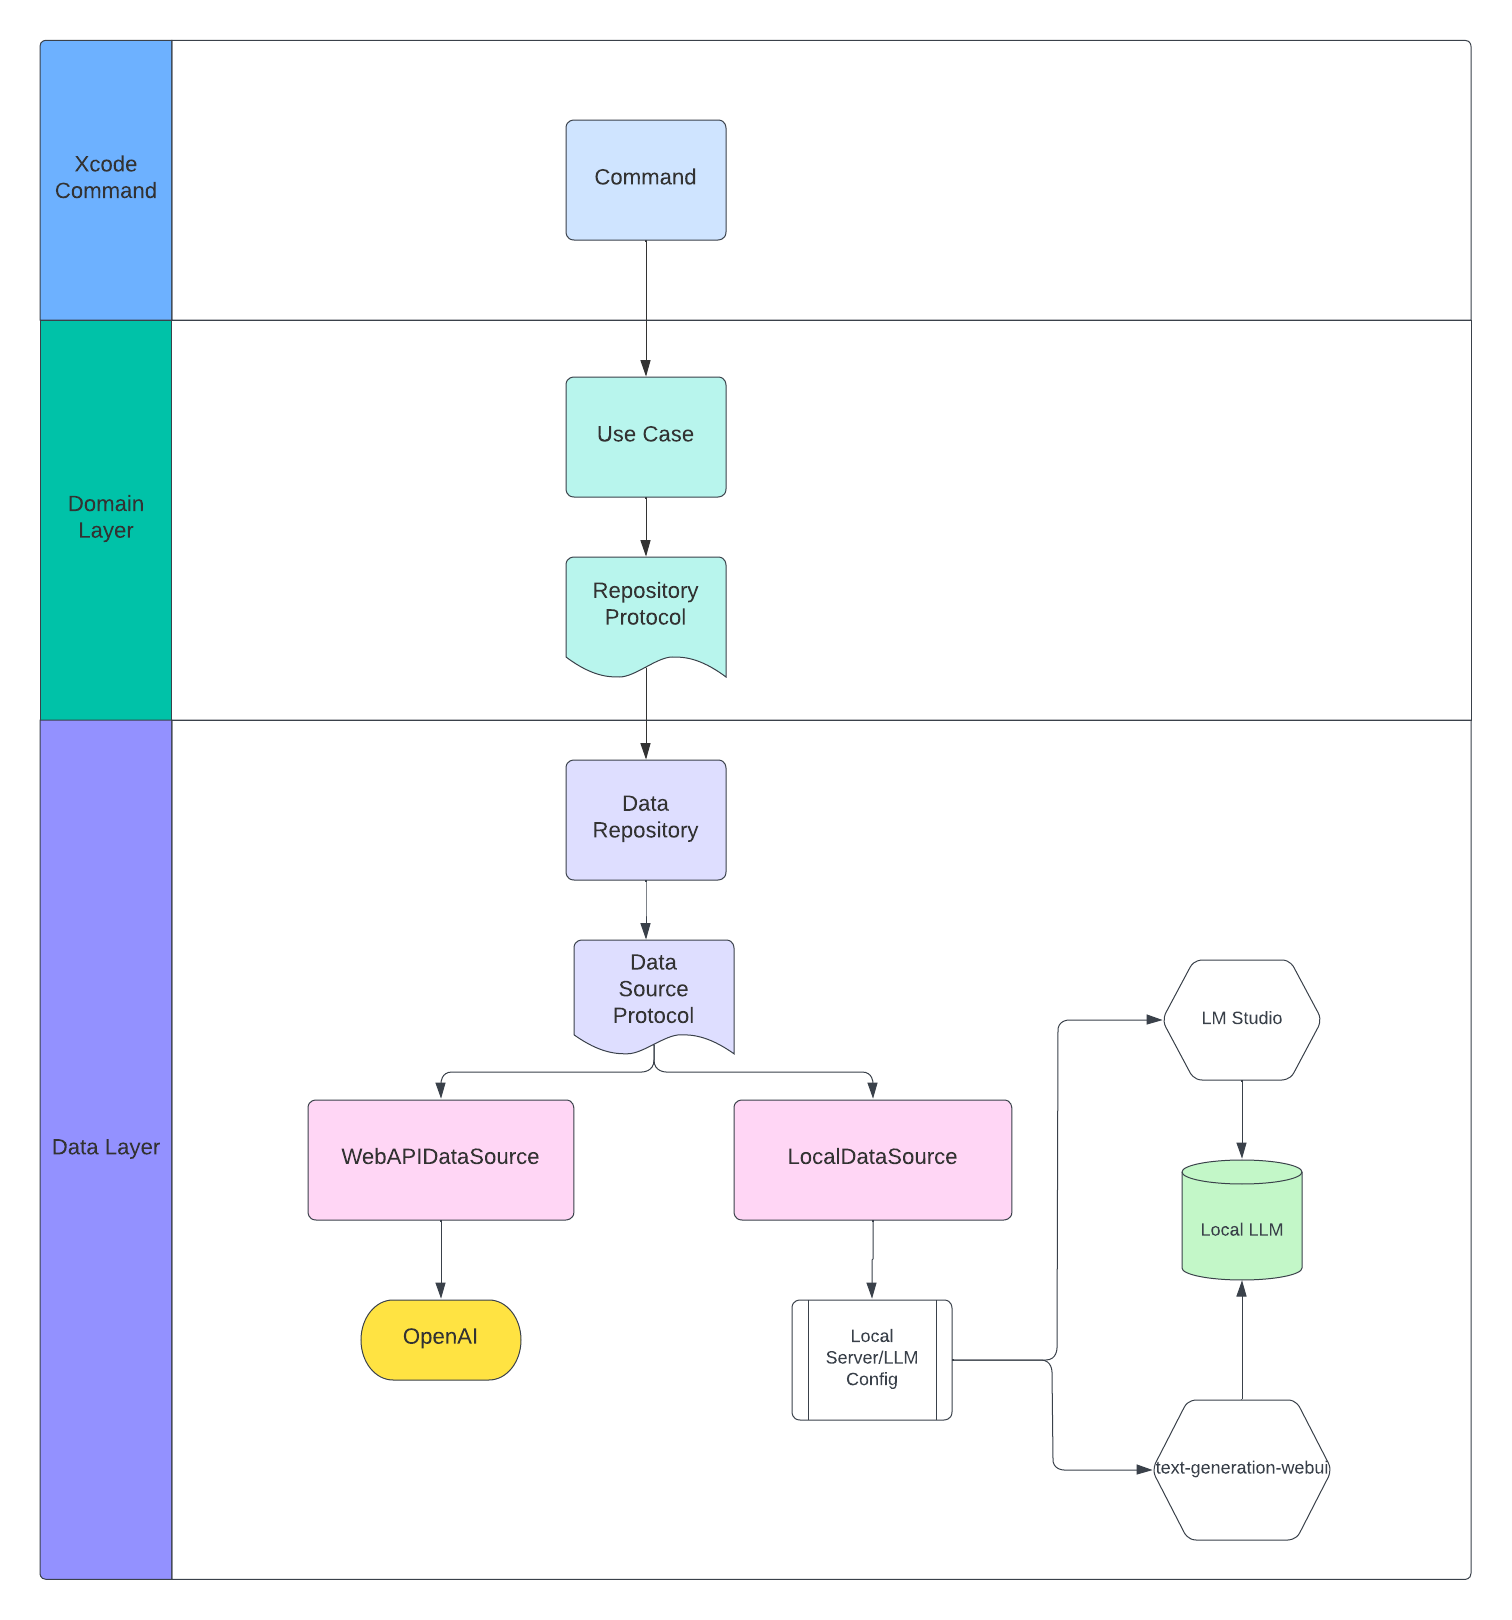 Xcode
Command
Command
Domain
Layer
Use Case
Repository
Protocol
Data Layer
Data
Repository
Data
Source
Protocol
WebAPIDataSource
LocalDataSource
OpenAI
Local
Server/LLM
Config
LM Studio
Local LLM
text-generation-webui